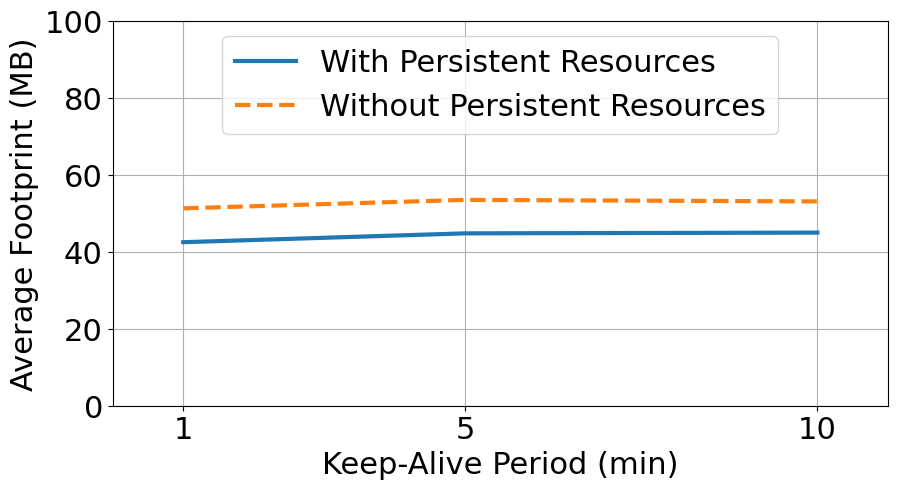 With Persistent Resources
Without Persistent Resources
Average Footprint (MB)
100
80
60
40
20
0
1
5
10
Keep-Alive Period (min)